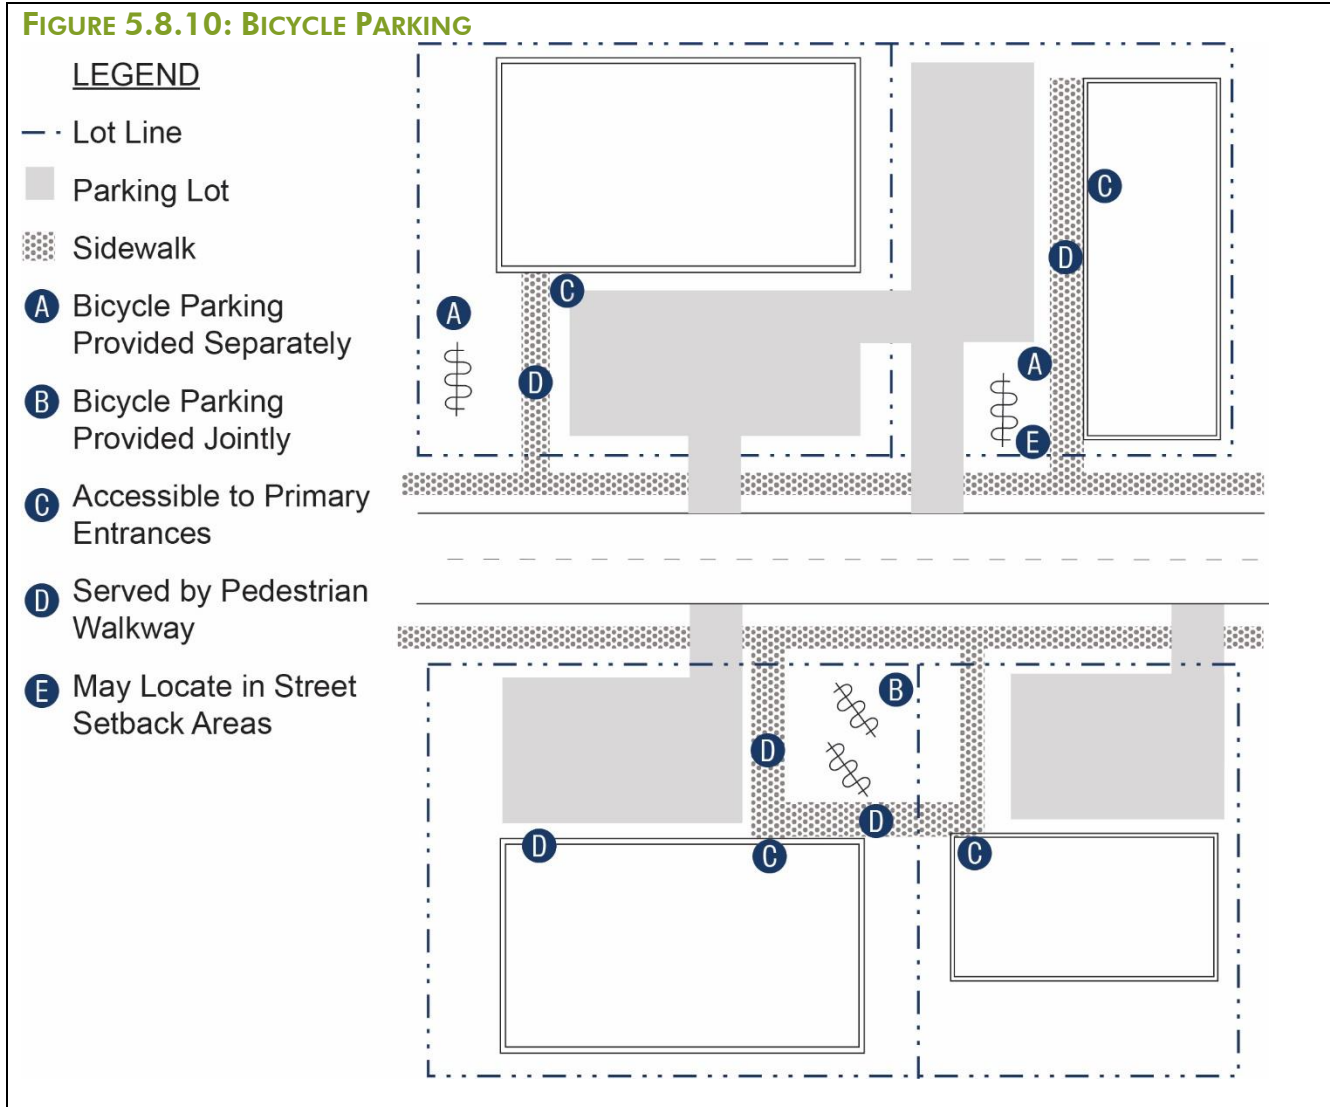 FIGURE 5.8.10: BICYCLE PARKING
LEGEND
Lot Line
Parking Lot
Sidewalk
A Bicycle Parking
Provided Separately
B Bicycle Parking
Provided Jointly
C Accessible to Primary
Entrances
D Served by Pedestrian
Walkway
E May Locate in Street
Setback Areas
C
D
C
A
A
D
E
B
D
D
D
C
C